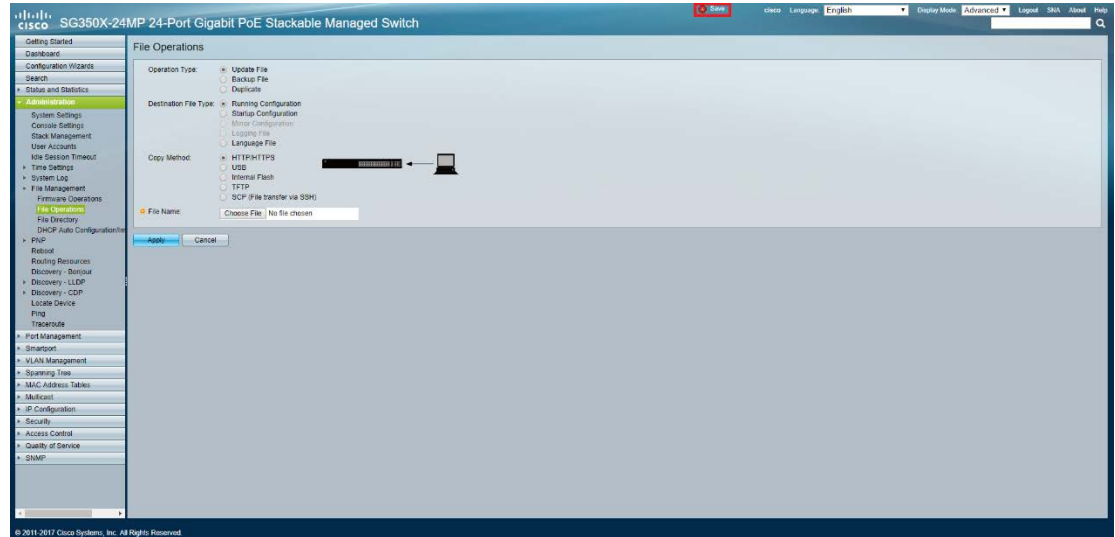 Save cisco Language: English Display Mode: Advanced Logout SNA About Help
CISCO SG350X-24MP 24-Port Gigabit PoE Stackable Managed Switch
Getting Started
Dashboard
Configuration Wizards
Search
Status and Statistics
Administration
System Settings
Console Settings
Stack Management
User Accounts
Idle Session Timeout
Time Settings
System Log
File Management
Firmware Operations
File Operations
File Directory
DHCP Auto Configuration/Im
PNP
Reboot
Routing Resources
Discovery - Bonjour
Discovery - LLDP
Discovery - CDP
Locate Device
Ping
Traceroute
Port Management
Smartport
VLAN Management
Spanning Tree
MAC Address Tables
Multicast
IP Configuration
Security
Access Control
Quality of Service
SNMP
File Operations
Operation Type: Update File
Backup File
Duplicate
Destination File Type: Running Configuration
Startup Configuration
Mirror Configuration
Logging File
Language File
Copy Method: HTTP/HTTPS
USB
Internal Flash
TFTP
SCP (File transfer via SSH)
File Name: Choose File No file chosen
Apply Cancel
© 2011-2017 Cisco Systems, Inc. All Rights Reserved.